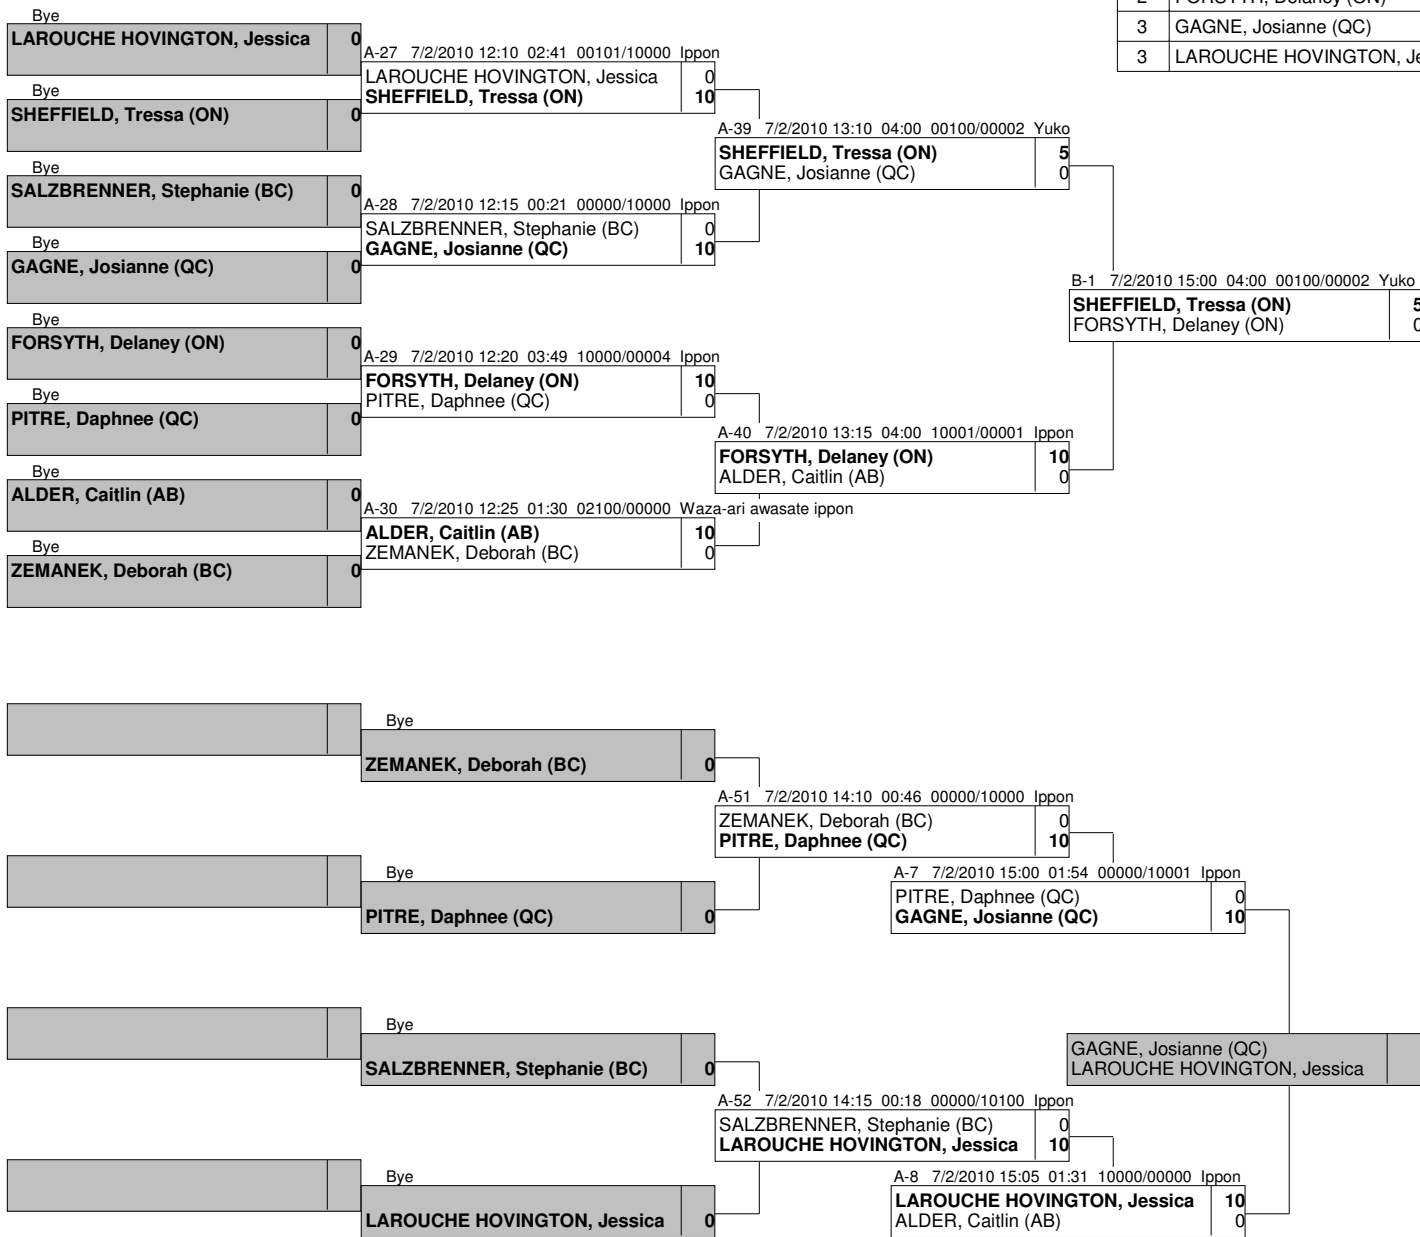 2 FORSYTH, Delaney (ON)
3 GAGNE, Josianne (QC)
3 LAROUCHE HOVINGTON, Je
Bye
LAROUCHE HOVINGTON, Jessica 0
Bye
SHEFFIELD, Tressa (ON) 0
Bye
SALZBRENNER, Stephanie (BC) 0
Bye
GAGNE, Josianne (QC) 0
Bye
FORSYTH, Delaney (ON) 0
Bye
PITRE, Daphnee (QC) 0
Bye
ALDER, Caitlin (AB) 0
Bye
ZEMANEK, Deborah (BC) 0
A-27 7/2/2010 12:10 02:41 00101/10000 Ippon
LAROUCHE HOVINGTON, Jessica 0
SHEFFIELD, Tressa (ON) 10
A-28 7/2/2010 12:15 00:21 00000/10000 Ippon
SALZBRENNER, Stephanie (BC) 0
GAGNE, Josianne (QC) 10
A-29 7/2/2010 12:20 03:49 10000/00004 Ippon
FORSYTH, Delaney (ON) 10
PITRE, Daphnee (QC) 0
A-30 7/2/2010 12:25 01:30 02100/00000 Waza-ari awasate ippon
ALDER, Caitlin (AB) 10
ZEMANEK, Deborah (BC) 0
A-39 7/2/2010 13:10 04:00 00100/00002 Yuko
SHEFFIELD, Tressa (ON) 5
GAGNE, Josianne (QC) 0
A-40 7/2/2010 13:15 04:00 10001/00001 Ippon
FORSYTH, Delaney (ON) 10
ALDER, Caitlin (AB) 0
B-1 7/2/2010 15:00 04:00 00100/00002 Yuko
SHEFFIELD, Tressa (ON) 5
FORSYTH, Delaney (ON) 0
Bye
ZEMANEK, Deborah (BC) 0
Bye
PITRE, Daphnee (QC) 0
Bye
SALZBRENNER, Stephanie (BC) 0
Bye
LAROUCHE HOVINGTON, Jessica 0
A-51 7/2/2010 14:10 00:46 00000/10000 Ippon
ZEMANEK, Deborah (BC) 0
PITRE, Daphnee (QC) 10
A-7 7/2/2010 15:00 01:54 00000/10001 Ippon
PITRE, Daphnee (QC) 0
GAGNE, Josianne (QC) 10
GAGNE, Josianne (QC)
LAROUCHE HOVINGTON, Jessica
A-52 7/2/2010 14:15 00:18 00000/10100 Ippon
SALZBRENNER, Stephanie (BC) 0
LAROUCHE HOVINGTON, Jessica 10
A-8 7/2/2010 15:05 01:31 10000/00000 Ippon
LAROUCHE HOVINGTON, Jessica 10
ALDER, Caitlin (AB) 0